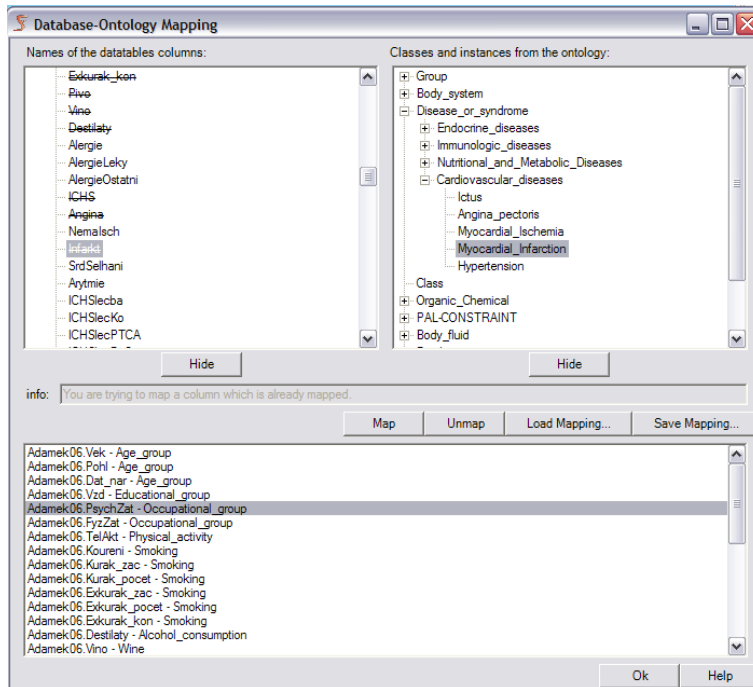 Database-Ontology Mapping
Names of the datatables columns:
Exkurak_kon
Pivo
Vino
Destilaty
Alergie
AlergieLeky
AlergieOstatni
ICHS
Angina
NemaIsch
Infarkt
SrdSelhani
Arytmie
ICHSlecba
ICHSlecKo
ICHSlecPTCA
Hide
Classes and instances from the ontology:
Group
Body_system
Disease_or_syndrome
Endocrine_diseases
Immunologic_diseases
Nutritional_and_Metabolic_Diseases
Cardiovascular_diseases
Ictus
Angina_pectoris
Myocardial_Ischemia
Myocardial_Infarction
Hypertension
Class
Organic_Chemical
PAL-CONSTRAINT
Body_fluid
Hide
info: You are trying to map a column which is already mapped.
Map Unmap Load Mapping... Save Mapping...
Adamek06.Vek - Age_group
Adamek06.Pohl - Age_group
Adamek06.Dat_nar - Age_group
Adamek06.Vzd - Educational_group
Adamek06.PsychZat - Occupational_group
Adamek06.FyzZat - Occupational_group
Adamek06.TelAkt - Physical_activity
Adamek06.Koureni - Smoking
Adamek06.Kurak_zac - Smoking
Adamek06.Kurak_pocet - Smoking
Adamek06.Exkurak_zac - Smoking
Adamek06.Exkurak_pocet - Smoking
Adamek06.Exkurak_kon - Smoking
Adamek06.Destilaty - Alcohol_consumption
Adamek06.Vino - Wine
Ok Help